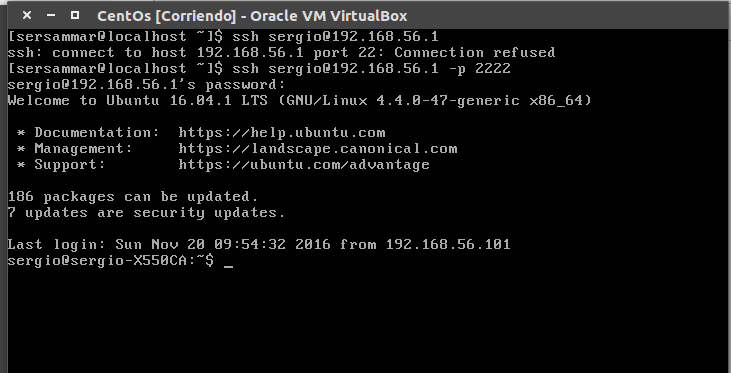 CentOs [Corriendo] - Oracle VM VirtualBox
[sersammar@localhost ~]$ ssh sergio@192.168.56.1
ssh: connect to host 192.168.56.1 port 22: Connection refused
[sersammar@localhost ~]$ ssh sergio@192.168.56.1 -p 2222
sergio@192.168.56.1's password:
Welcome to Ubuntu 16.04.1 LTS (GNU/Linux 4.4.0-47-generic x86_64)
* Documentation:  https://help.ubuntu.com
* Management:     https://landscape.canonical.com
* Support:        https://ubuntu.com/advantage
186 packages can be updated.
7 updates are security updates.
Last login: Sun Nov 20 09:54:32 2016 from 192.168.56.101
sergio@sergio-X550CA:~$ _